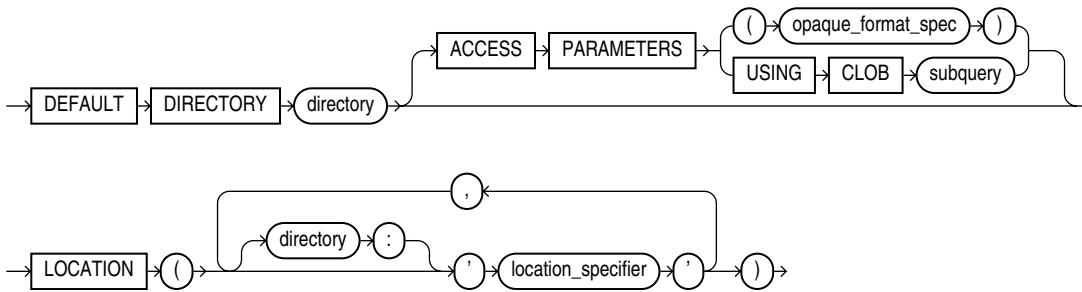 ( opaque_format_spec )
ACCESS PARAMETERS
USING CLOB subquery
DEFAULT DIRECTORY directory
,
directory :
LOCATION ( ' location_specifier ' )